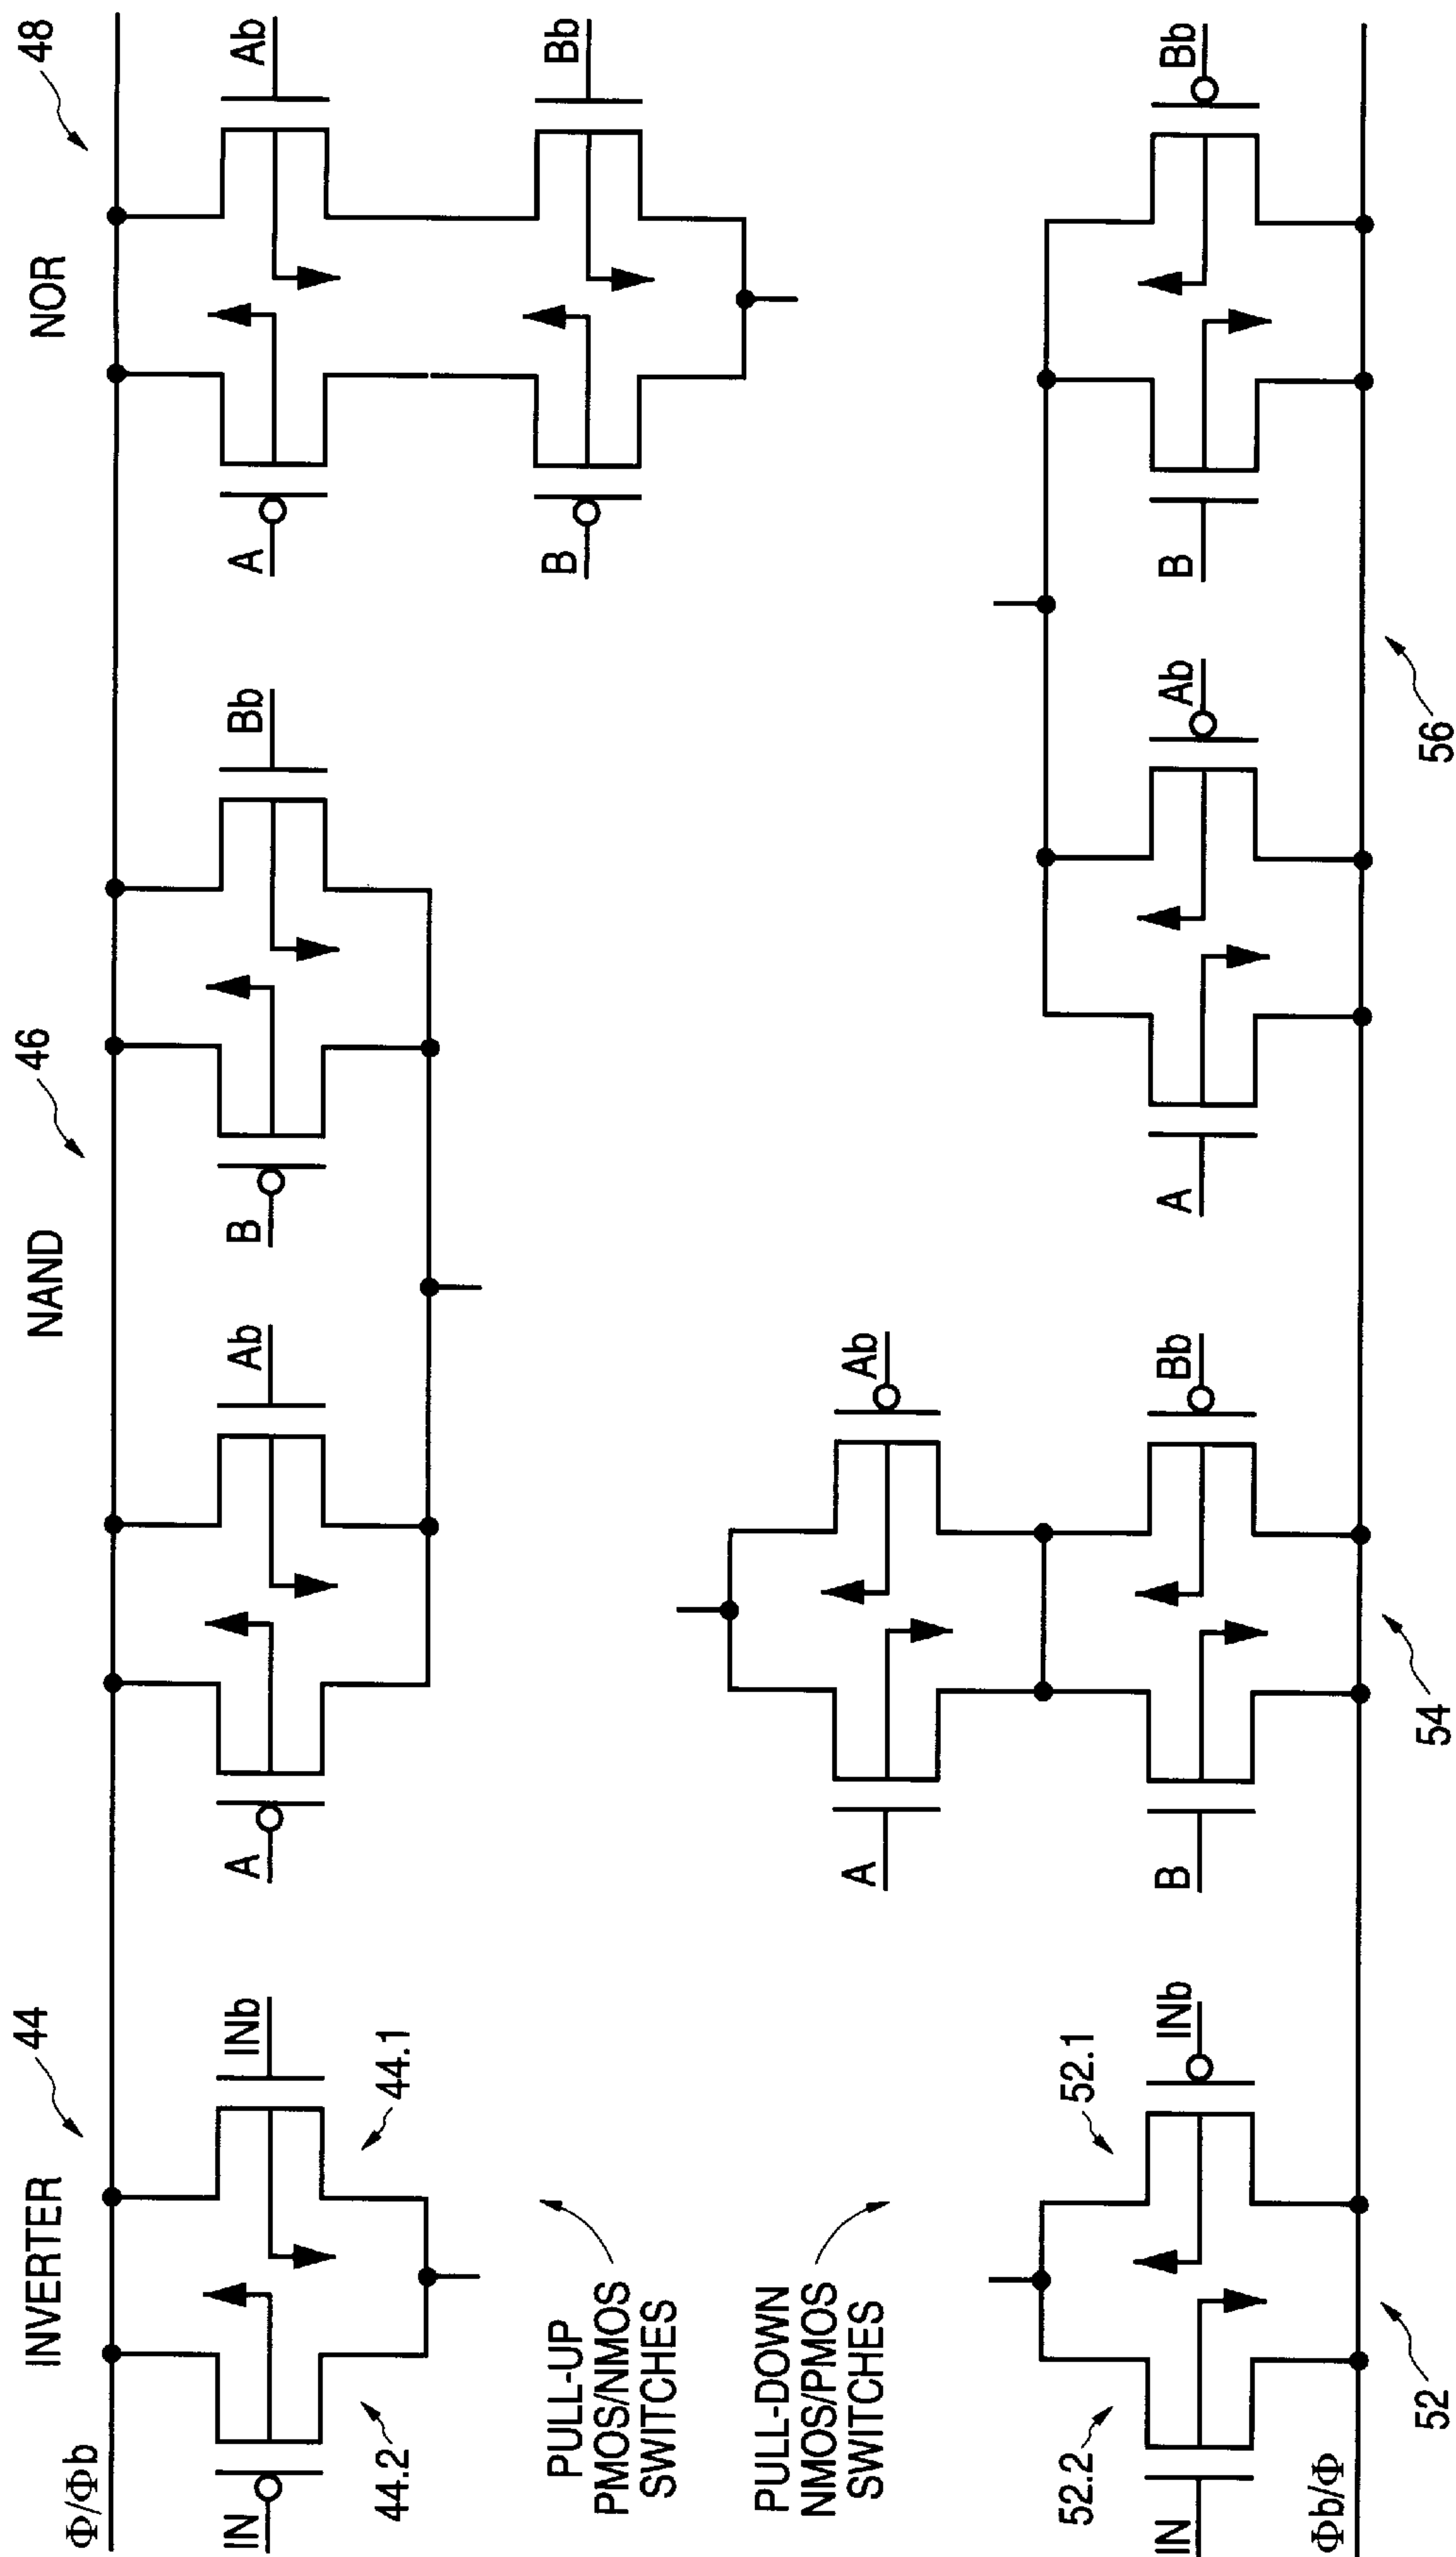 INVERTER
44
NAND
46
NOR
48
Φ/Φb
IN
INb
44.2
44.1
A
Ab
B
Bb
A
Ab
B
Bb
PULL-UP
PMOS/NMOS
SWITCHES
PULL-DOWN
NMOS/PMOS
SWITCHES
A
Ab
B
Bb
52.2
52.1
IN
INb
A
Ab
B
Bb
Φb/Φ
52
54
56